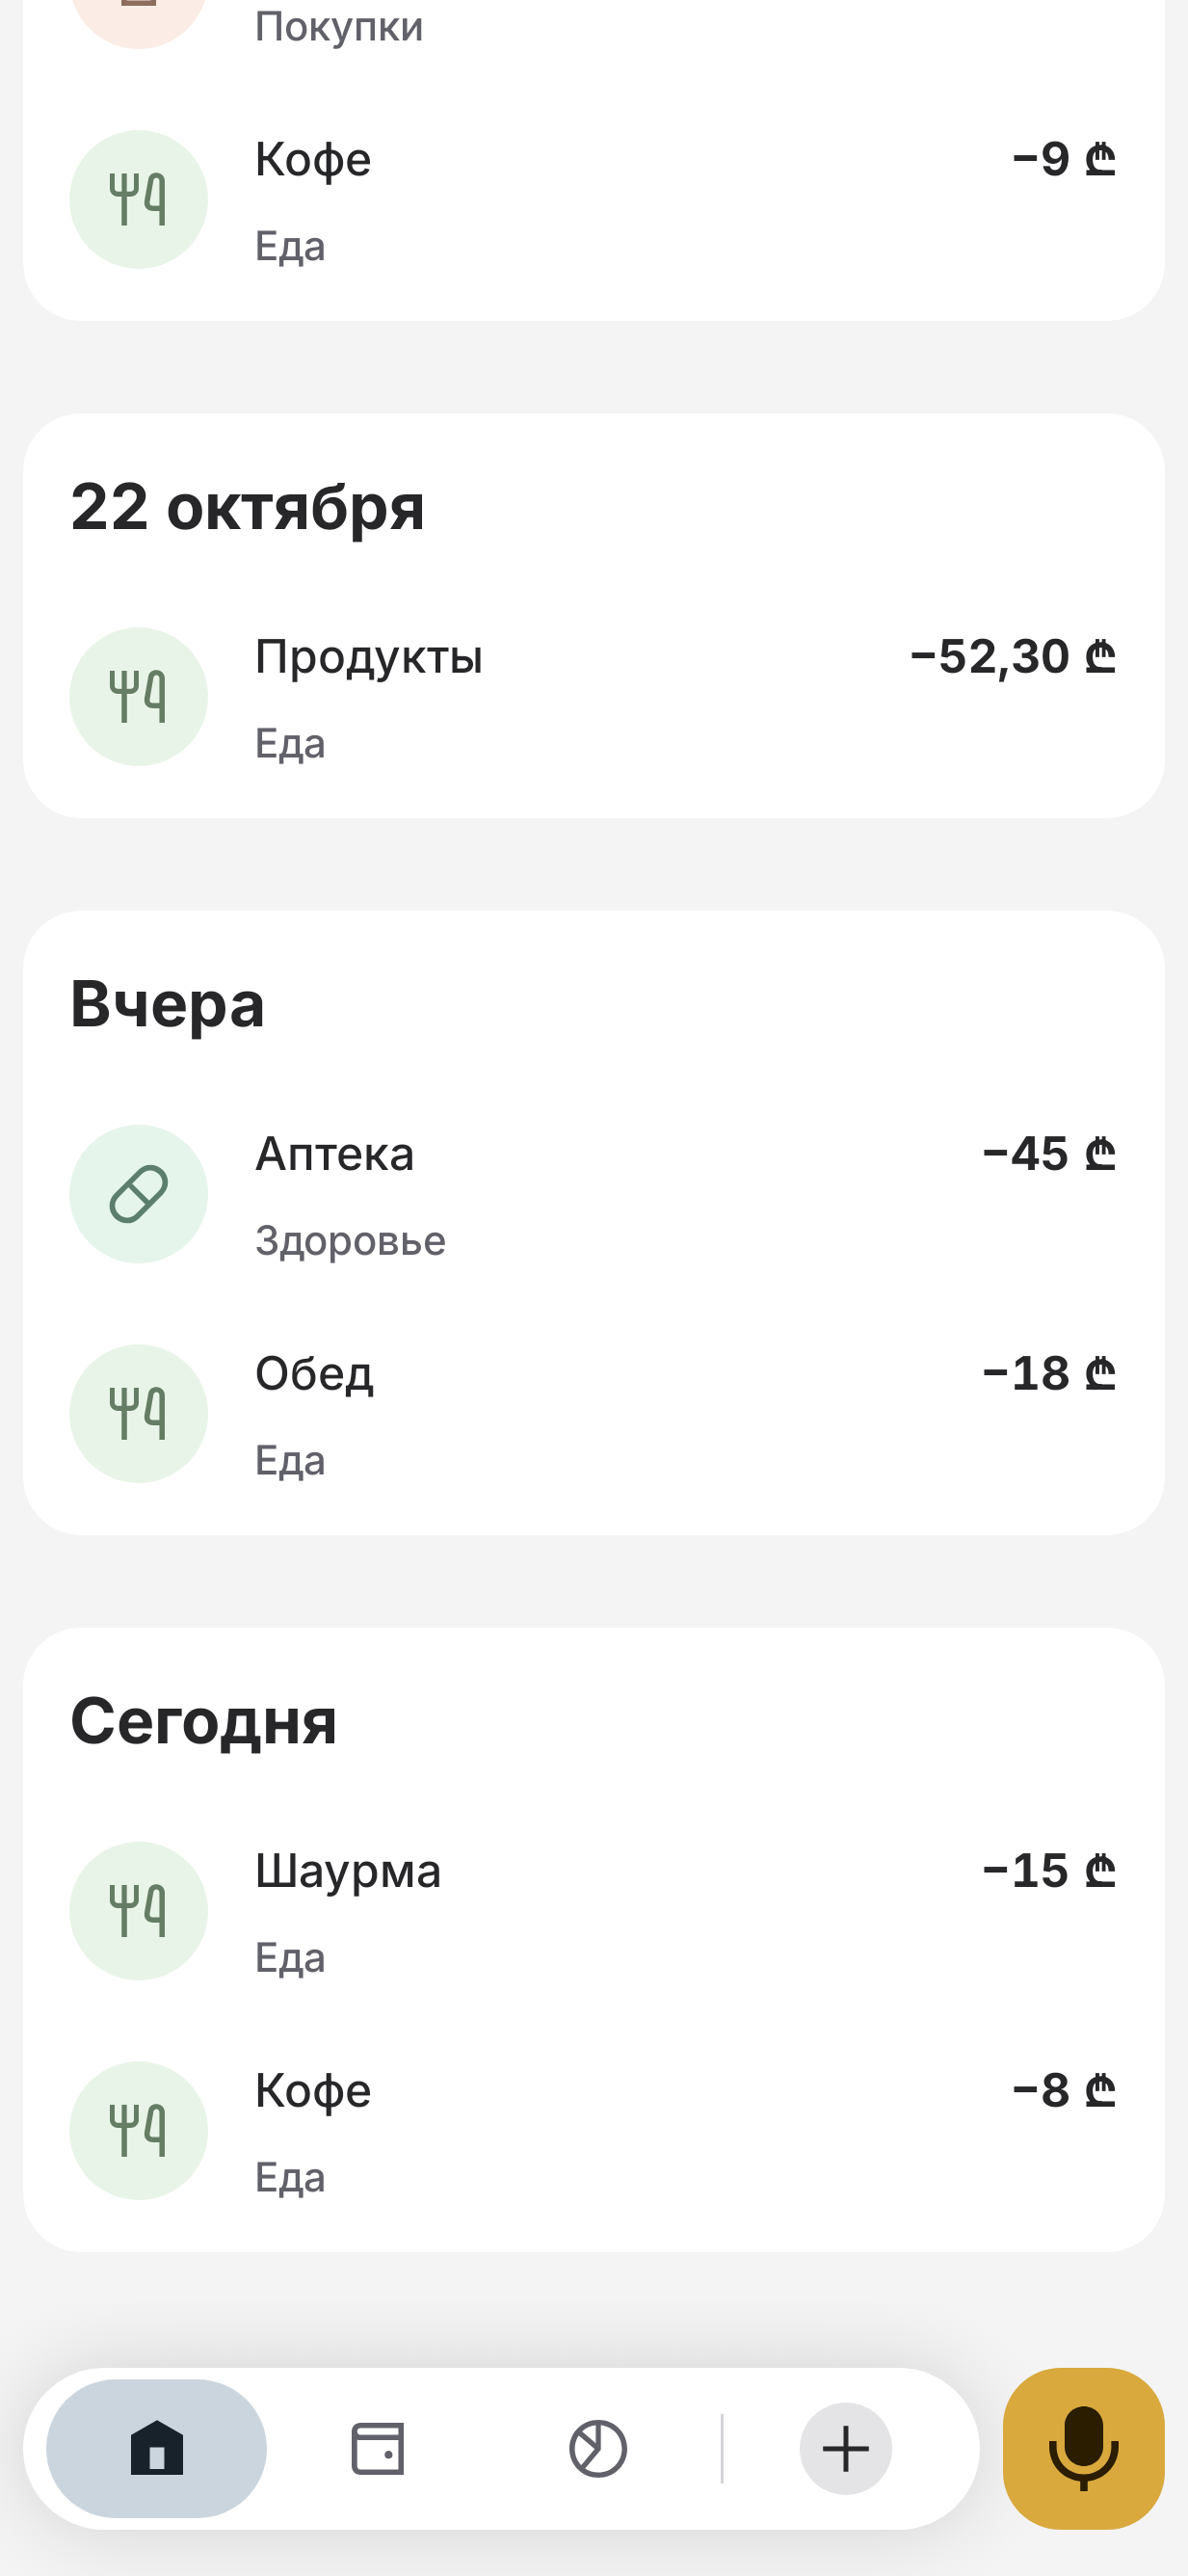 Покупки
Кофе −9 ₾
Еда
22 октября
Продукты −52,30 ₾
Еда
Вчера
Аптека −45 ₾
Здоровье
Обед −18 ₾
Еда
Сегодня
Шаурма −15 ₾
Еда
Кофе −8 ₾
Еда